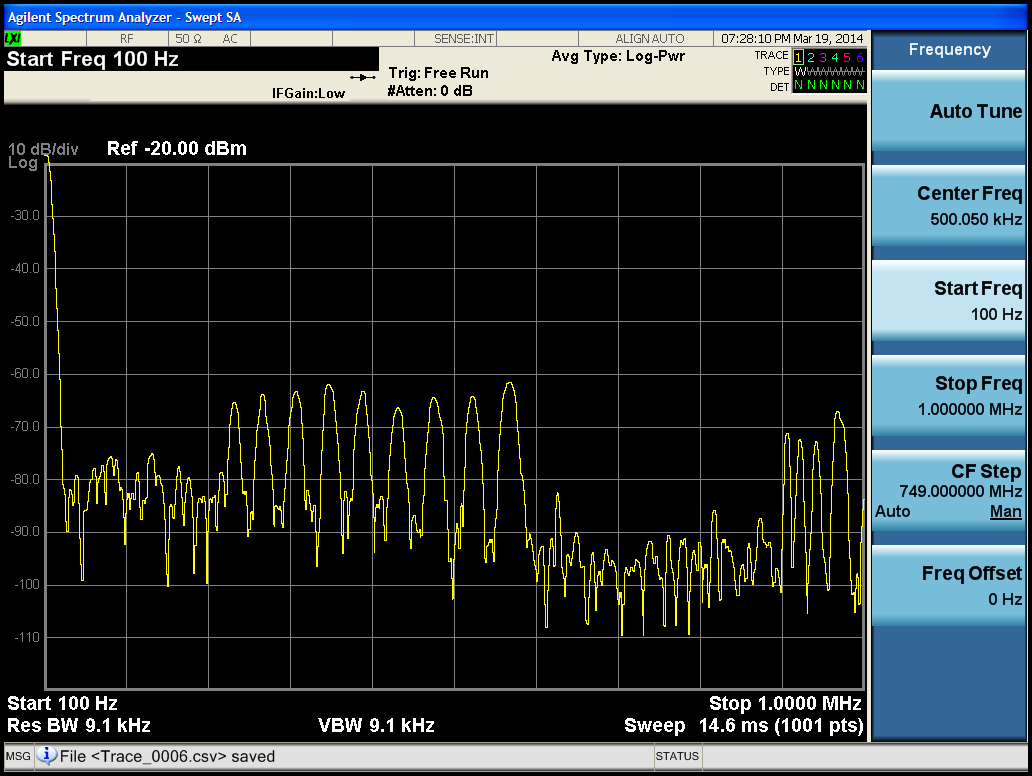 Agilent Spectrum Analyzer - Swept SA
LXI RF 50 Ω AC SENSE:INT ALIGN AUTO 07:28:10 PM Mar 19, 2014
Start Freq 100 Hz
IFGain:Low
Trig: Free Run
#Atten: 0 dB
Avg Type: Log-Pwr
TRACE 1 2 3 4 5 6
TYPE W
DET N N N N N N
10 dB/div
Log
Ref -20.00 dBm
-30.0
-40.0
-50.0
-60.0
-70.0
-80.0
-90.0
-100
-110
Start 100 Hz Stop 1.0000 MHz
Res BW 9.1 kHz VBW 9.1 kHz Sweep 14.6 ms (1001 pts)
MSG File <Trace_0006.csv> saved STATUS
Frequency
Auto Tune
Center Freq
500.050 kHz
Start Freq
100 Hz
Stop Freq
1.000000 MHz
CF Step
749.000000 MHz
Auto Man
Freq Offset
0 Hz